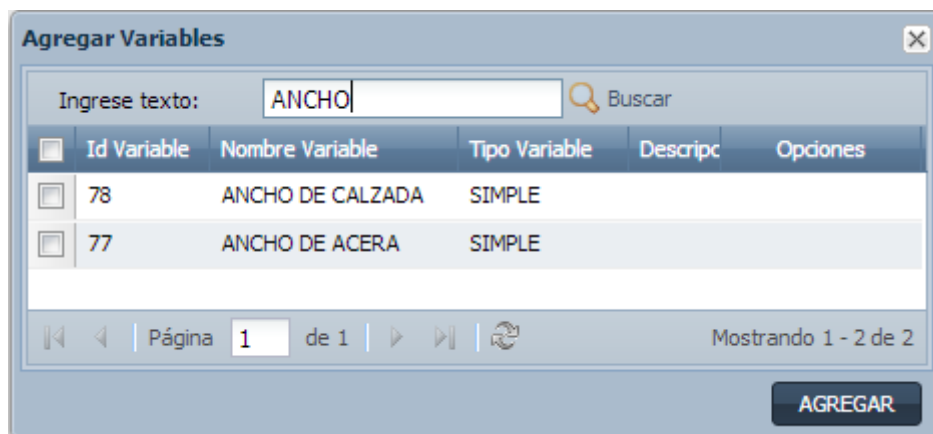 Agregar Variables
Ingrese texto: ANCHO Buscar
Id Variable Nombre Variable Tipo Variable Descripc Opciones
78 ANCHO DE CALZADA SIMPLE
77 ANCHO DE ACERA SIMPLE
Página 1 de 1 Mostrando 1 - 2 de 2
AGREGAR